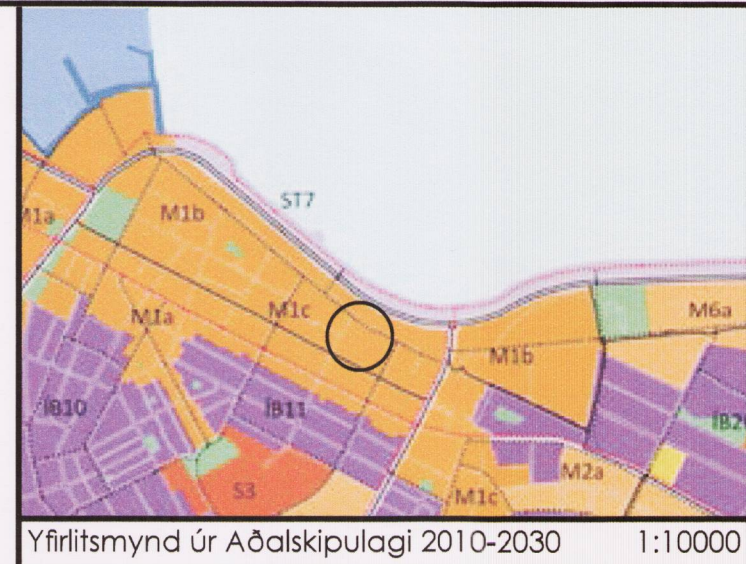 ST7
M1b
M1a
M1c
M6a
M1a
M1b
ÍB10
ÍB11
M2a
S3
M1c
Yfirlitsmynd úr Aðalskipulagi 2010-2030 1:10000